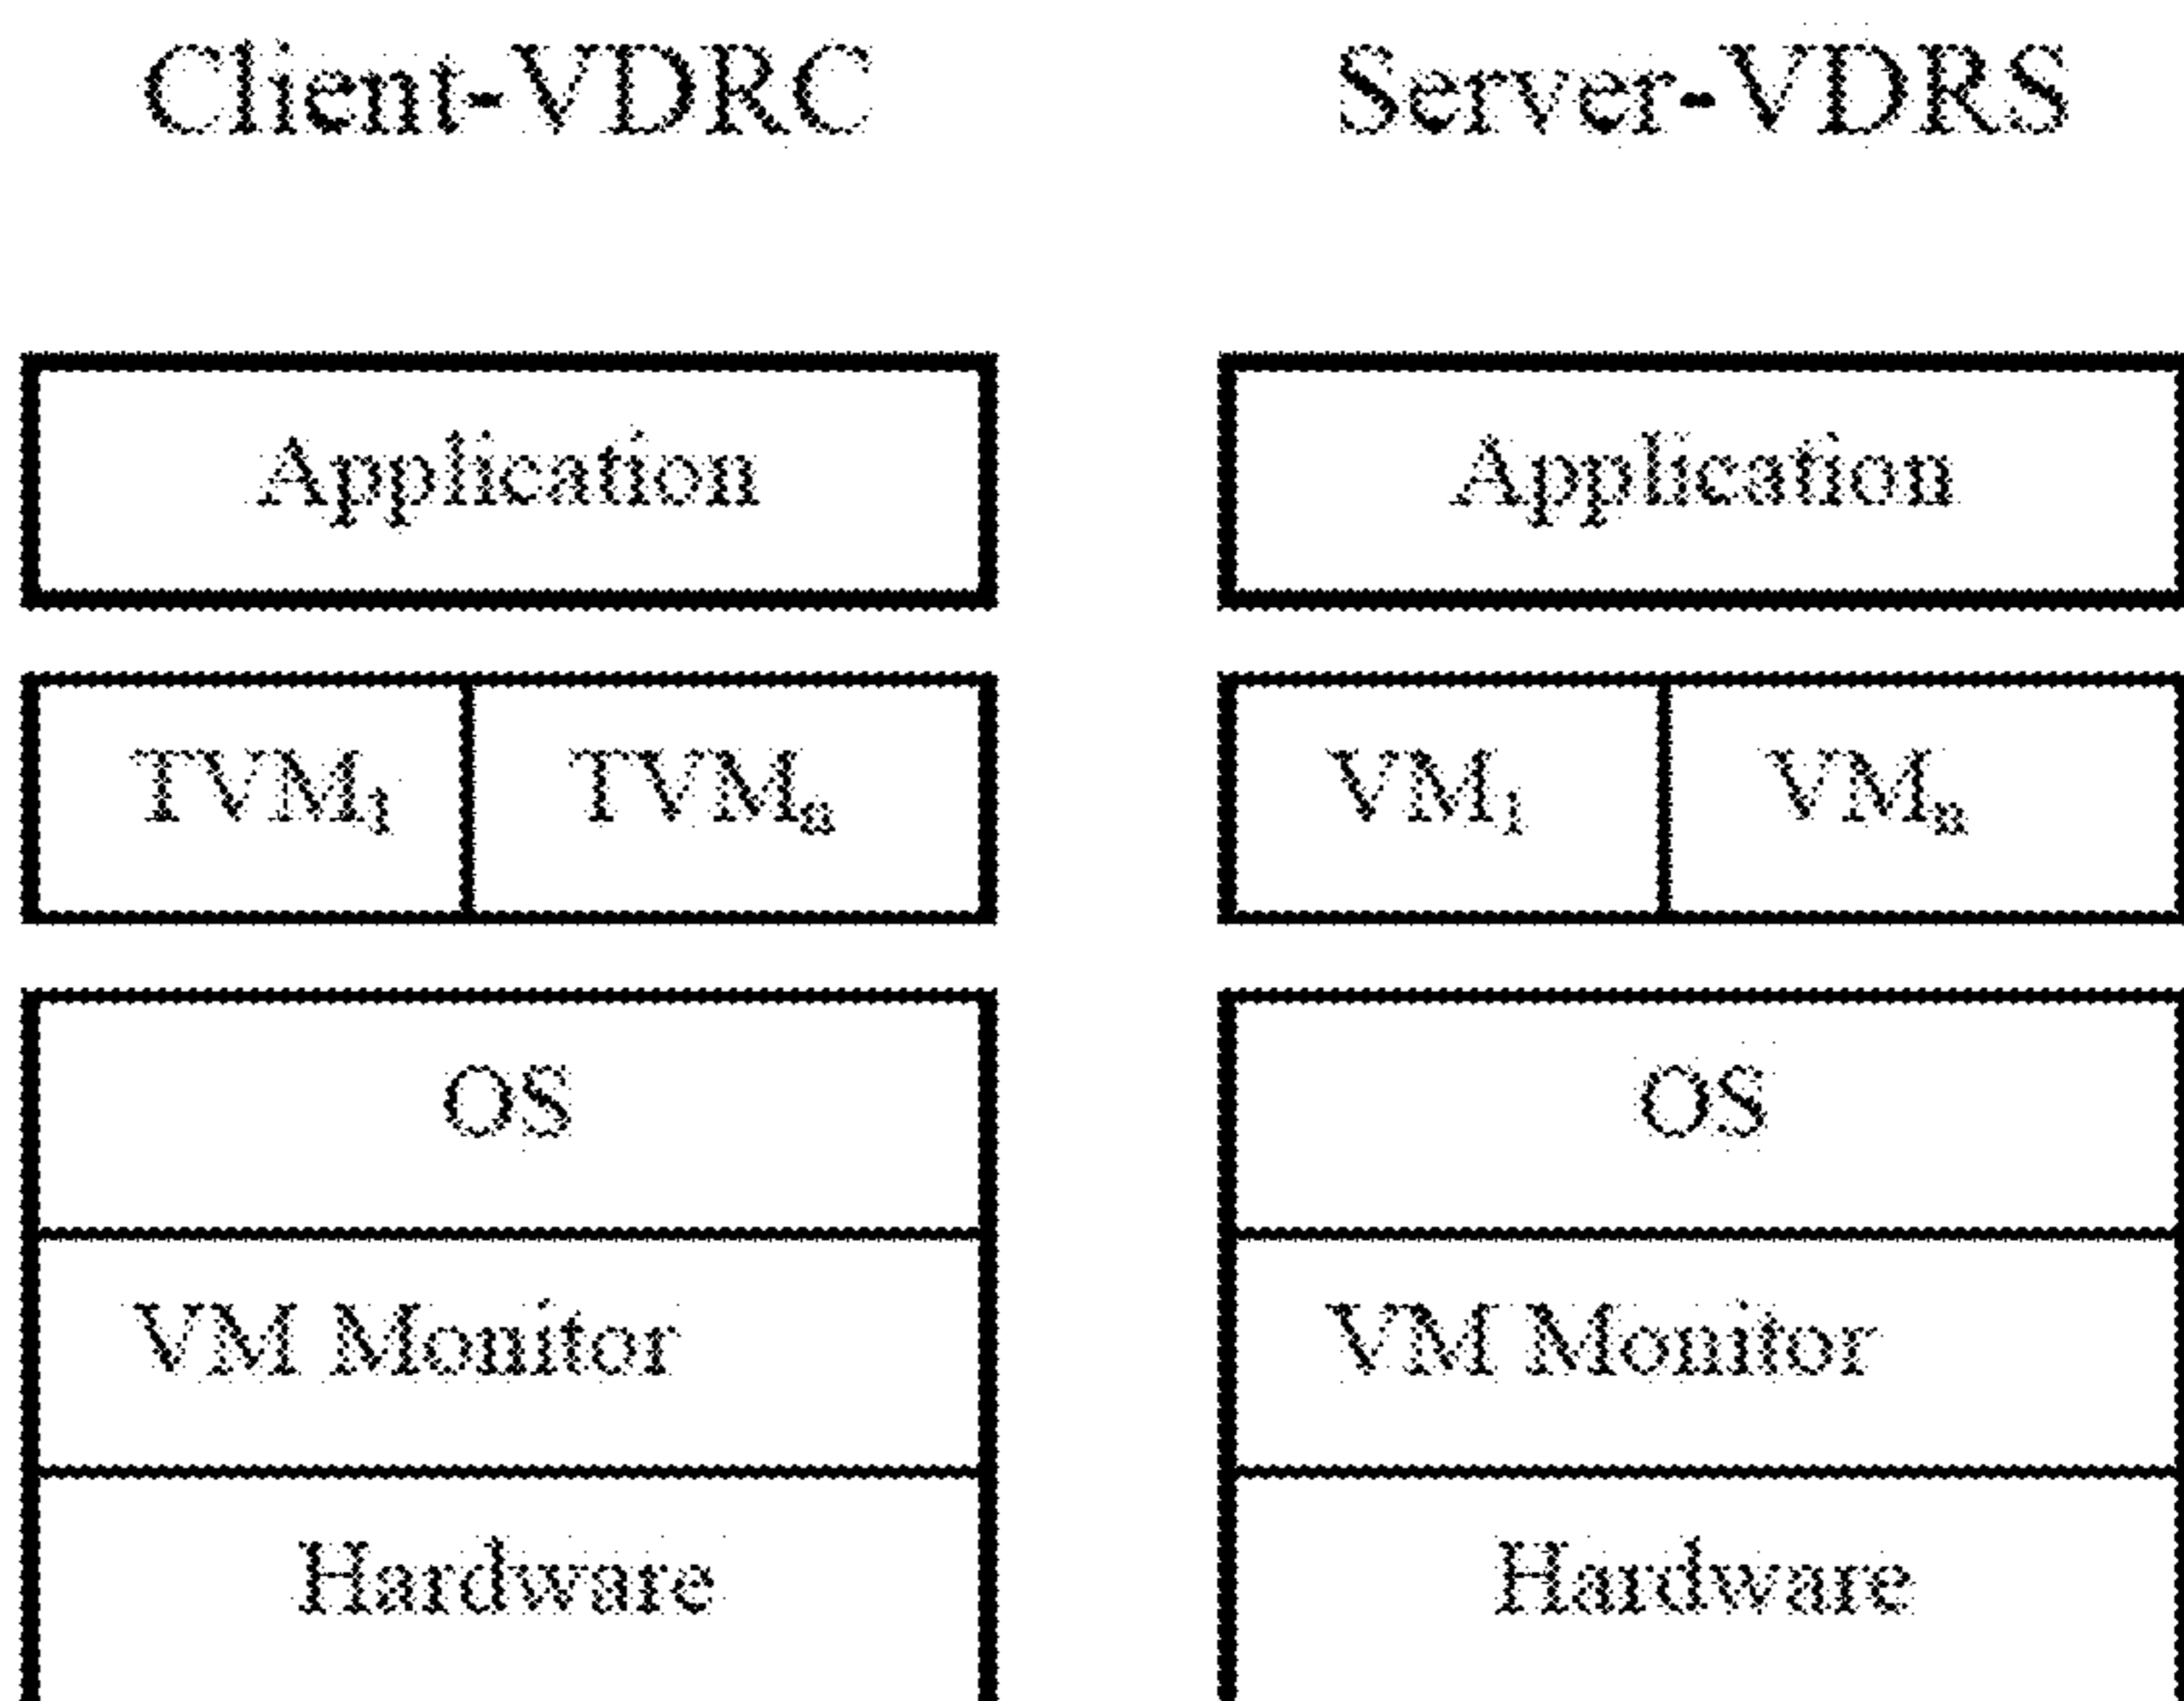 Client-VDRC
Application
TVM1 TVMn
OS
VM Monitor
Hardware
Server-VDRS
Application
VM1 VMn
OS
VM Monitor
Hardware